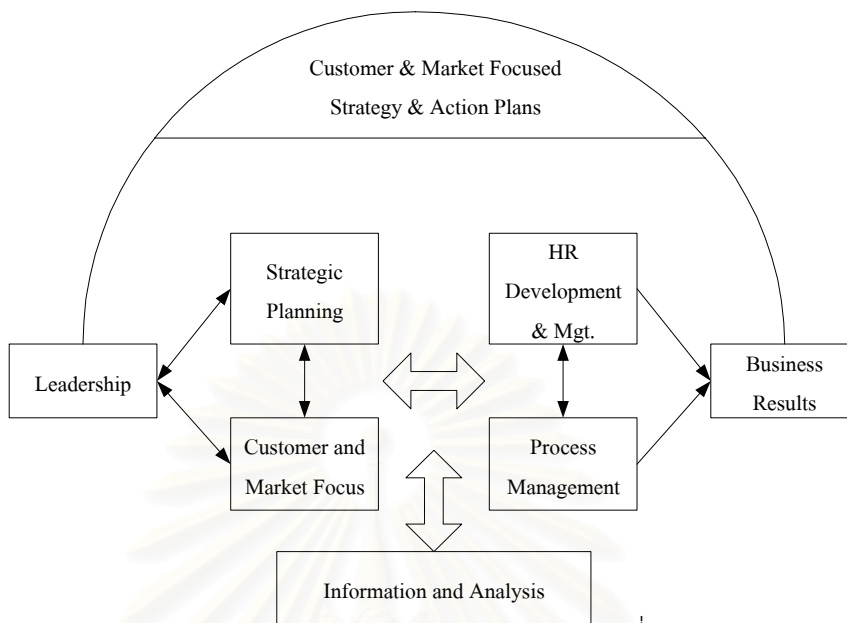 Customer & Market Focused
Strategy & Action Plans
Strategic
Planning
HR
Development
& Mgt.
Leadership
Business
Results
Customer and
Market Focus
Process
Management
Information and Analysis